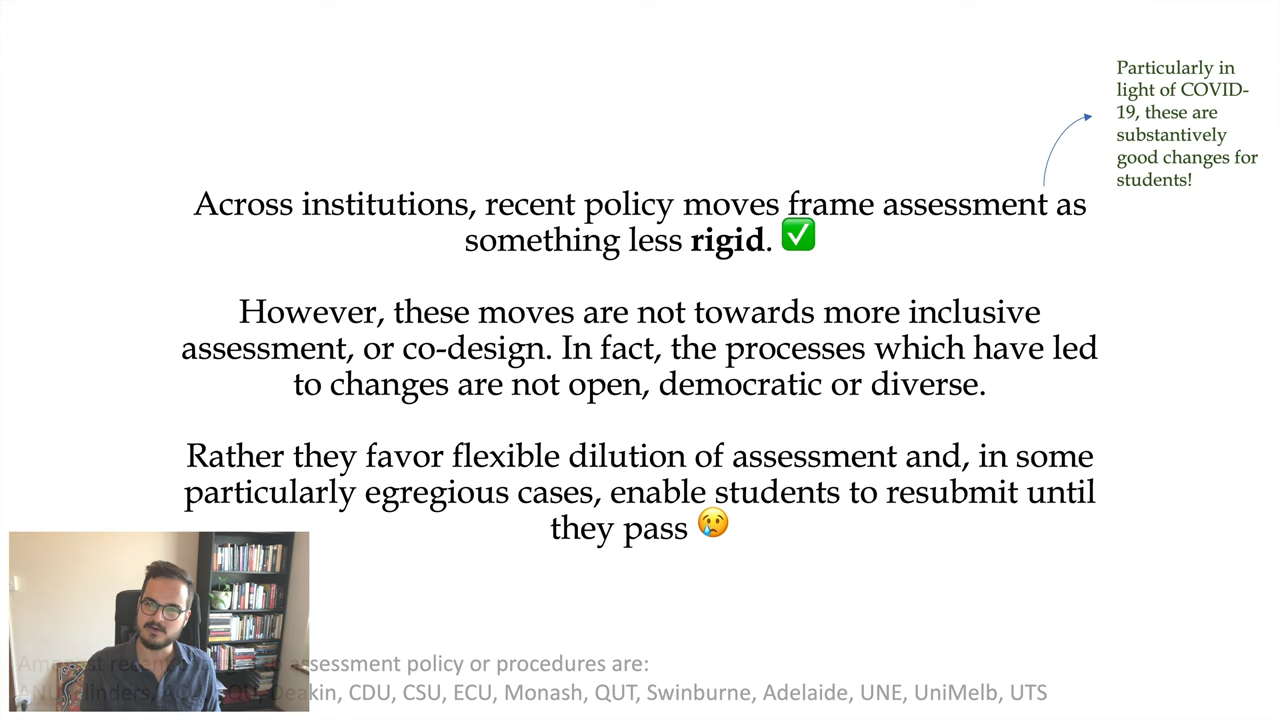 Particularly in
light of COVID-
19, these are
substantively
good changes for
students!
Across institutions, recent policy moves frame assessment as
something less rigid. ✅
However, these moves are not towards more inclusive
assessment, or co-design. In fact, the processes which have led
to changes are not open, democratic or diverse.
Rather they favor flexible dilution of assessment and, in some
particularly egregious cases, enable students to resubmit until
they pass 😢
assessment policy or procedures are:
ANU, Flinders, Deakin, CDU, CSU, ECU, Monash, QUT, Swinburne, Adelaide, UNE, UniMelb, UTS